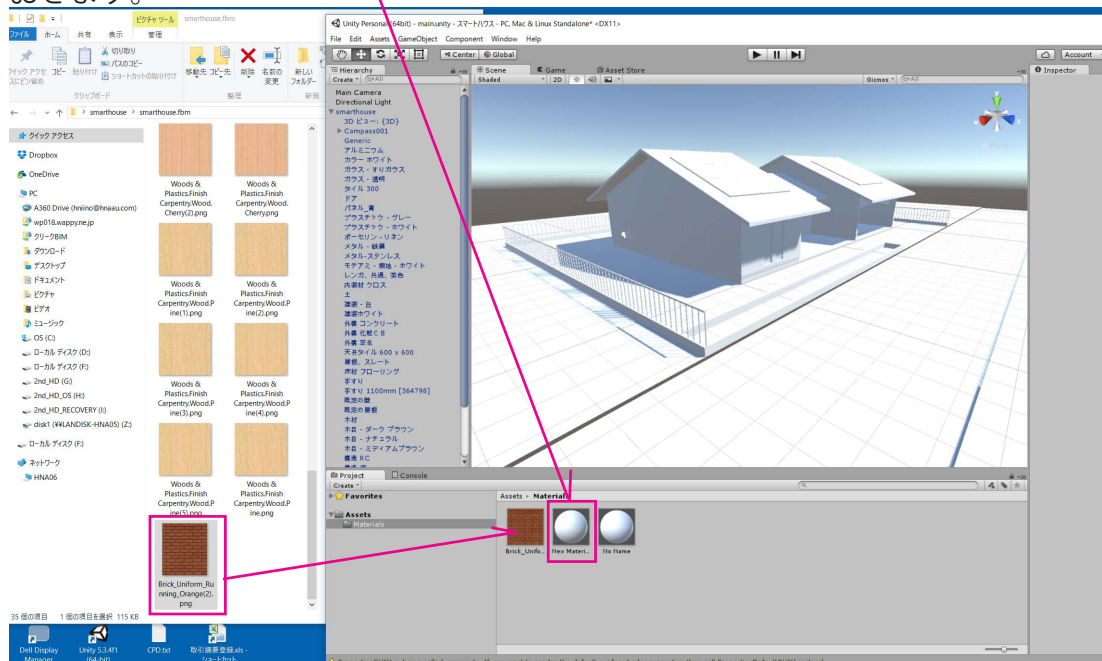 おきます。
ピクチャ ツール
smarthouse.fbm
ファイル ホーム 共有 表示 管理
コピー 貼り付け
切り取り
パスのコピー
ショートカットの貼り付け
移動先 コピー先 削除 名前の変更 新しいフォルダー
クリップボード 整理 新規
smarthouse > smarthouse.fbm
クイック アクセス
Dropbox
OneDrive
PC
A360 Drive (hniino@hnaau.com)
wp018.wappy.ne.jp
クリークBIM
ダウンロード
デスクトップ
ドキュメント
ピクチャ
ビデオ
ミュージック
OS (C:)
ローカル ディスク (D:)
ローカル ディスク (F:)
2nd_HD (G:)
2nd_HD_OS (H:)
2nd_HD_RECOVERY (I:)
disk1 (¥¥LANDISK-HNA05) (Z:)
ローカル ディスク (F:)
ネットワーク
HNA06
Woods & Plastics.Finish Carpentry.Wood.Cherry(2).png
Woods & Plastics.Finish Carpentry.Wood.Cherry.png
Woods & Plastics.Finish Carpentry.Wood.Pine(1).png
Woods & Plastics.Finish Carpentry.Wood.Pine(2).png
Woods & Plastics.Finish Carpentry.Wood.Pine(3).png
Woods & Plastics.Finish Carpentry.Wood.Pine(4).png
Woods & Plastics.Finish Carpentry.Wood.Pine(5).png
Woods & Plastics.Finish Carpentry.Wood.Pine.png
Brick_Uniform_Running_Orange(2).png
35 個の項目 1 個の項目を選択 115 KB
Dell Display Manager
Unity 5.3.4f1 (64-bit)
CPD.txt
取引摘要登録.xls - ショートカット
Unity Personal (64bit) - main.unity - スマートハウス - PC, Mac & Linux Standalone* <DX11>
File Edit Assets GameObject Component Window Help
Center Global
Account
Hierarchy
Create All
Main Camera
Directional Light
smarthouse
3D ビュー: {3D}
Compass001
Generic
アルミニウム
カラー ホワイト
ガラス - すりガラス
ガラス - 透明
タイル 300
ドア
パネル_青
プラスチック - グレー
プラスチック - ホワイト
ポーセリン - リネン
メタル - 鉄鋼
メタル-ステンレス
モチアミ - 無地 - ホワイト
レンガ、共通、茶色
内装材 クロス
土
塗装 - 白
塗装ホワイト
外構 コンクリート
外構 化粧CB
外構 芝生
天井タイル 600 x 600
屋根、スレート
床材 フローリング
手すり
手すり 1100mm [364798]
既定の壁
既定の屋根
木材
木目 - ダーク ブラウン
木目 - ナチュラル
木目 - ミディアムブラウン
構造 RC
Scene Game Asset Store
Shaded 2D Gizmos All
Inspector
Project Console
Create
Favorites
Assets
Materials
Assets Materials
Brick_Unifo..
New Materi..
No Name